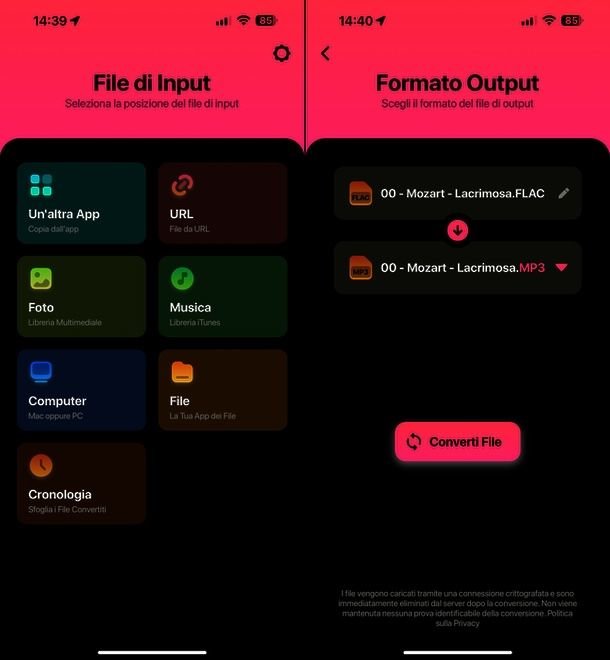 14:39
85
File di Input
Seleziona la posizione del file di input
Un'altra App
Copia dall'app
URL
File da URL
Foto
Libreria Multimediale
Musica
Libreria iTunes
Computer
Mac oppure PC
File
La Tua App dei File
Cronologia
Sfoglia i File Convertiti
14:40
85
Formato Output
Scegli il formato del file di output
FLAC
00 - Mozart - Lacrimosa.FLAC
MP3
00 - Mozart - Lacrimosa.MP3
Converti File
I file vengono caricati tramite una connessione crittografata e sono
immediatamente eliminati dal server dopo la conversione. Non viene
mantenuta nessuna prova identificabile della conversione. Politica
sulla Privacy